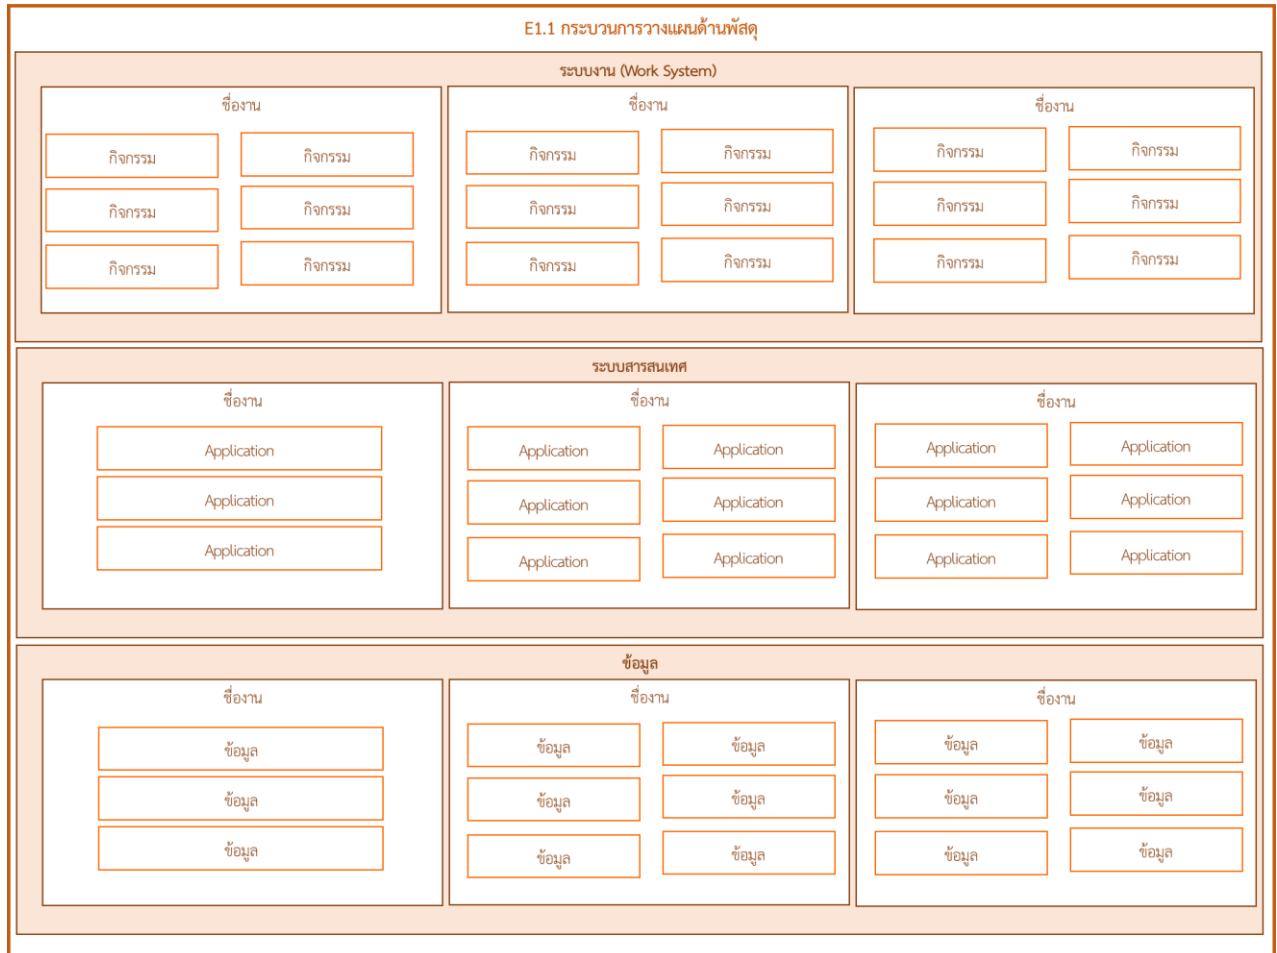 E1.1 กระบวนการวางแผนด้านพัสดุ
ระบบงาน (Work System)
ชื่องาน ชื่องาน ชื่องาน
กิจกรรม กิจกรรม กิจกรรม กิจกรรม กิจกรรม กิจกรรม
กิจกรรม กิจกรรม กิจกรรม กิจกรรม กิจกรรม กิจกรรม
กิจกรรม กิจกรรม กิจกรรม กิจกรรม กิจกรรม กิจกรรม
ระบบสารสนเทศ
ชื่องาน ชื่องาน ชื่องาน
Application Application Application Application Application
Application Application Application Application Application
Application Application Application Application Application
ข้อมูล
ชื่องาน ชื่องาน ชื่องาน
ข้อมูล ข้อมูล ข้อมูล ข้อมูล ข้อมูล
ข้อมูล ข้อมูล ข้อมูล ข้อมูล ข้อมูล
ข้อมูล ข้อมูล ข้อมูล ข้อมูล ข้อมูล